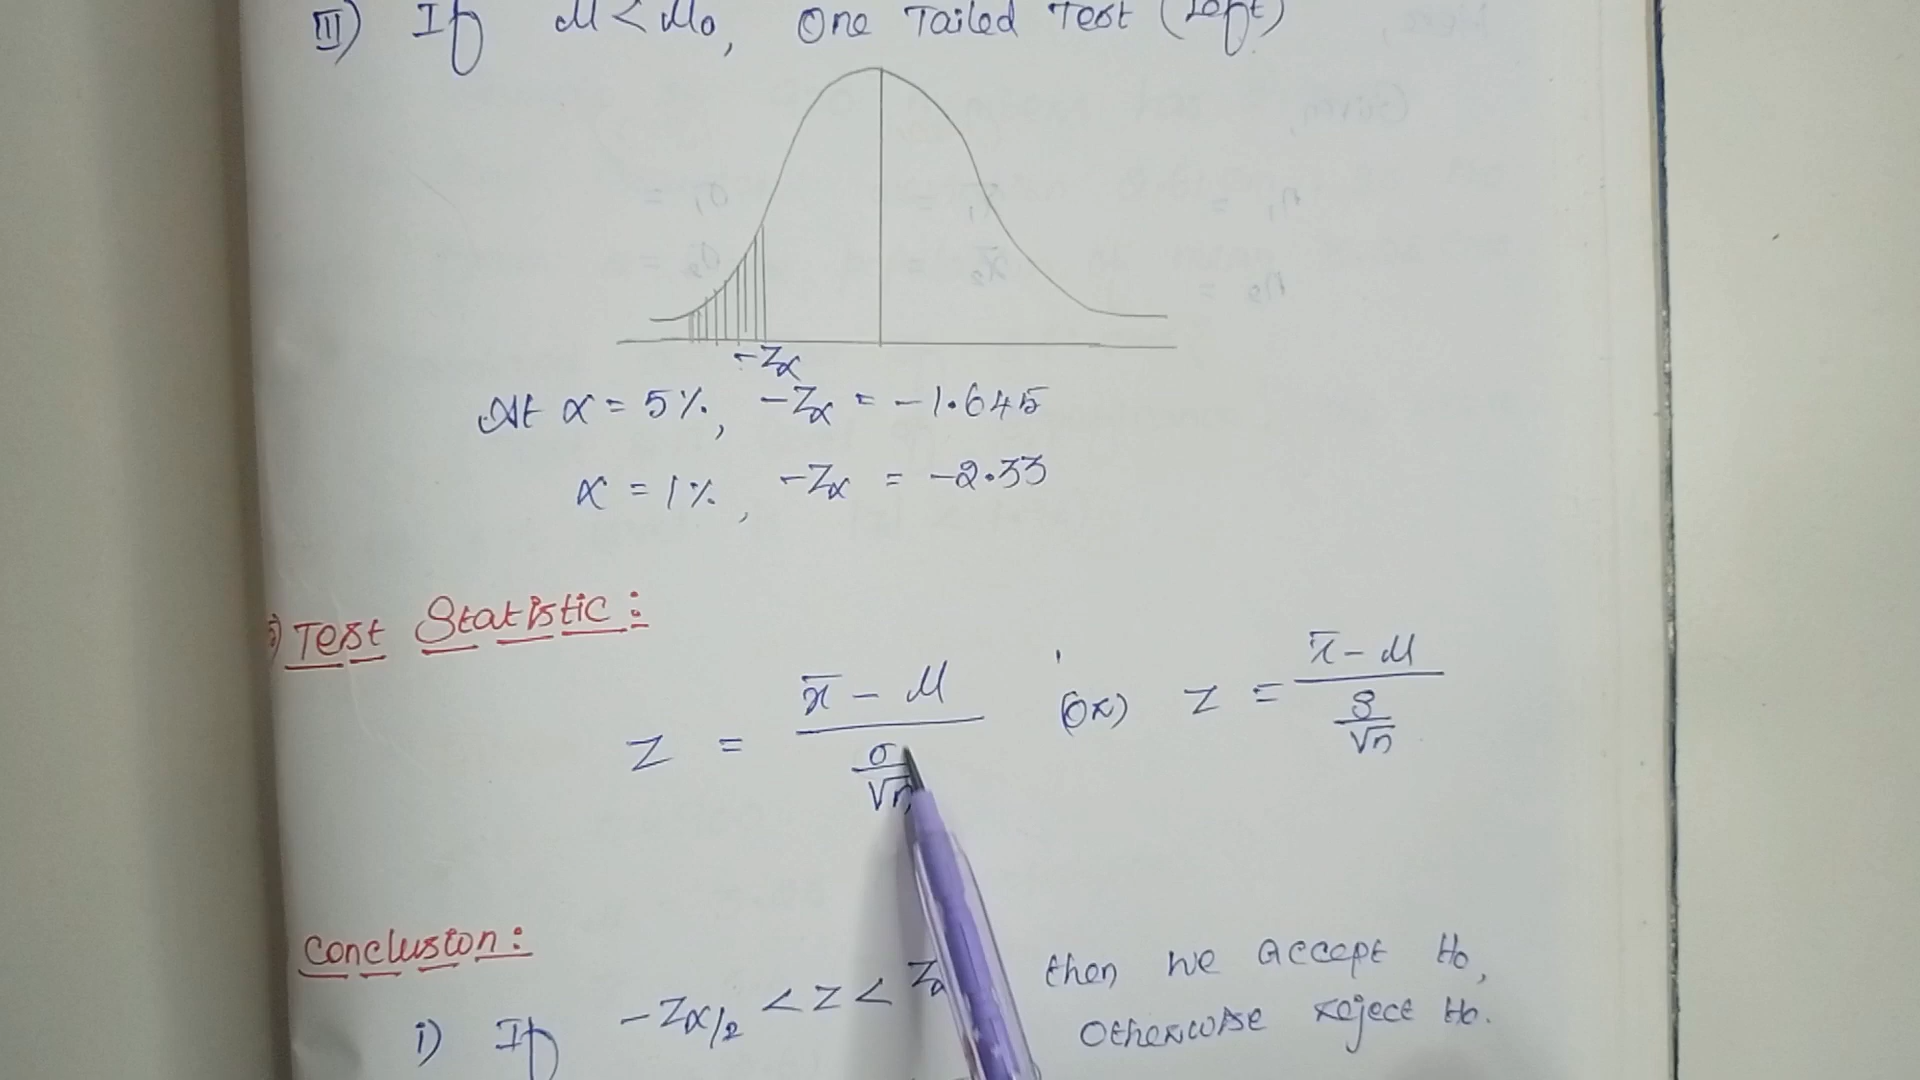 III) If μ < μ₀, One Tailed Test (Left)
-Zα
At α = 5%, -Zα = -1.645
α = 1%, -Zα = -2.33
Test Statistic:
Z = (x̄ - μ) / (σ/√n) (or) Z = (x̄ - μ) / (S/√n)
Conclusion:
i) If -Zα/2 < Z < then we accept H₀,
Otherwise reject H₀.